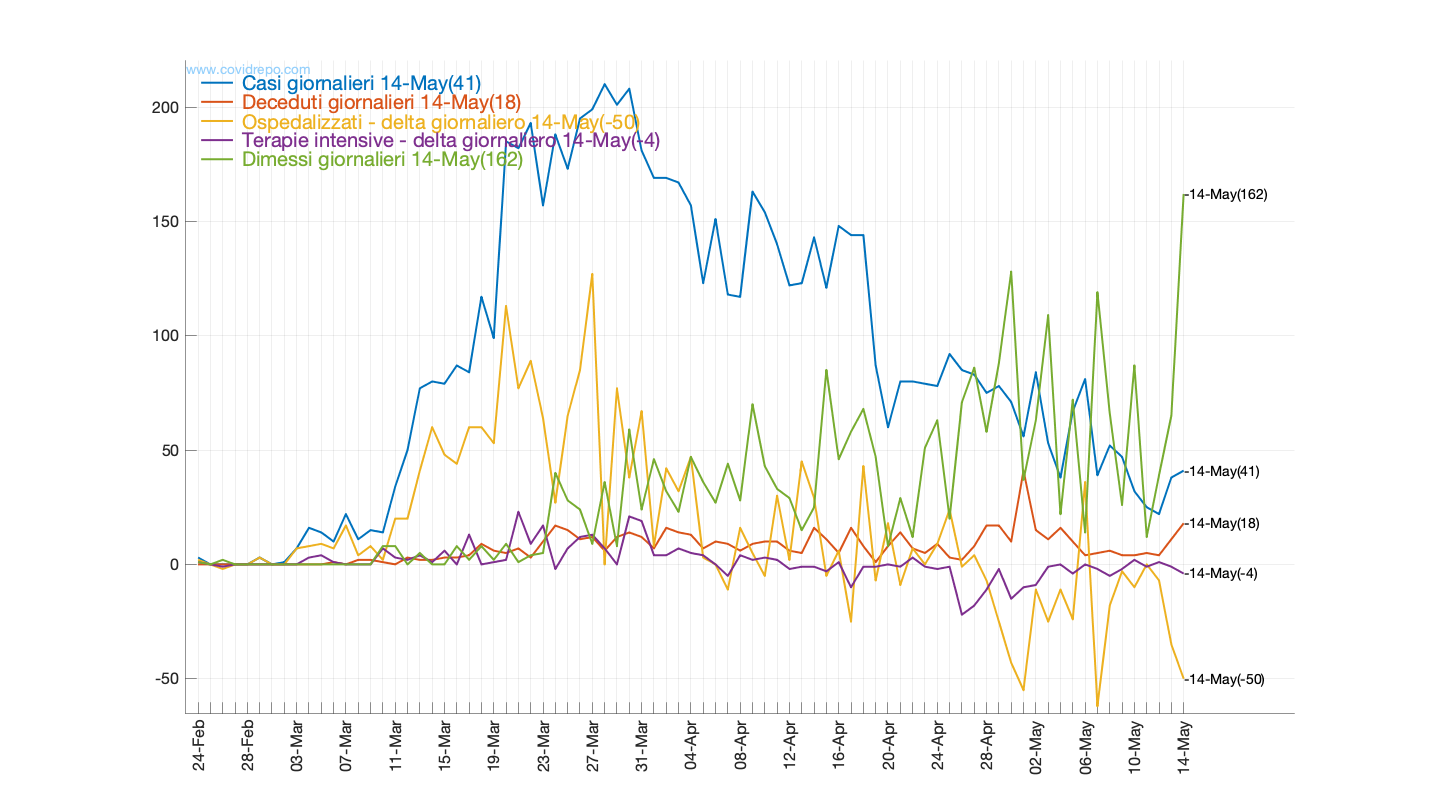 www.covidrepo.com
Casi giornalieri 14-May(41)
Deceduti giornalieri 14-May(18)
Ospedalizzati - delta giornaliero 14-May(-50)
Terapie intensive - delta giornaliero 14-May(-4)
Dimessi giornalieri 14-May(162)
200
150
100
50
0
-50
14-May(162)
14-May(41)
14-May(18)
14-May(-4)
14-May(-50)
24-Feb
28-Feb
03-Mar
07-Mar
11-Mar
15-Mar
19-Mar
23-Mar
27-Mar
31-Mar
04-Apr
08-Apr
12-Apr
16-Apr
20-Apr
24-Apr
28-Apr
02-May
06-May
10-May
14-May